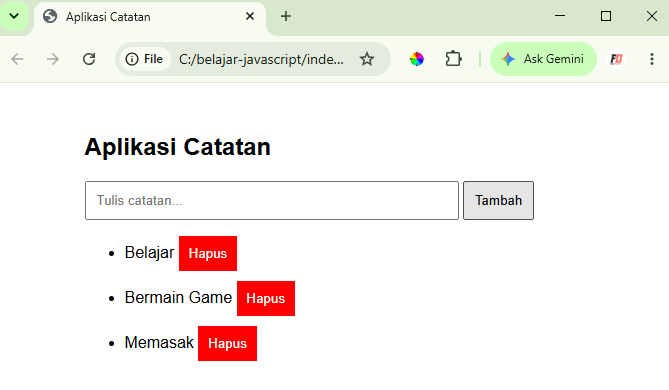 Aplikasi Catatan
File C:/belajar-javascript/inde... Ask Gemini
Aplikasi Catatan
Tulis catatan... Tambah
Belajar Hapus
Bermain Game Hapus
Memasak Hapus